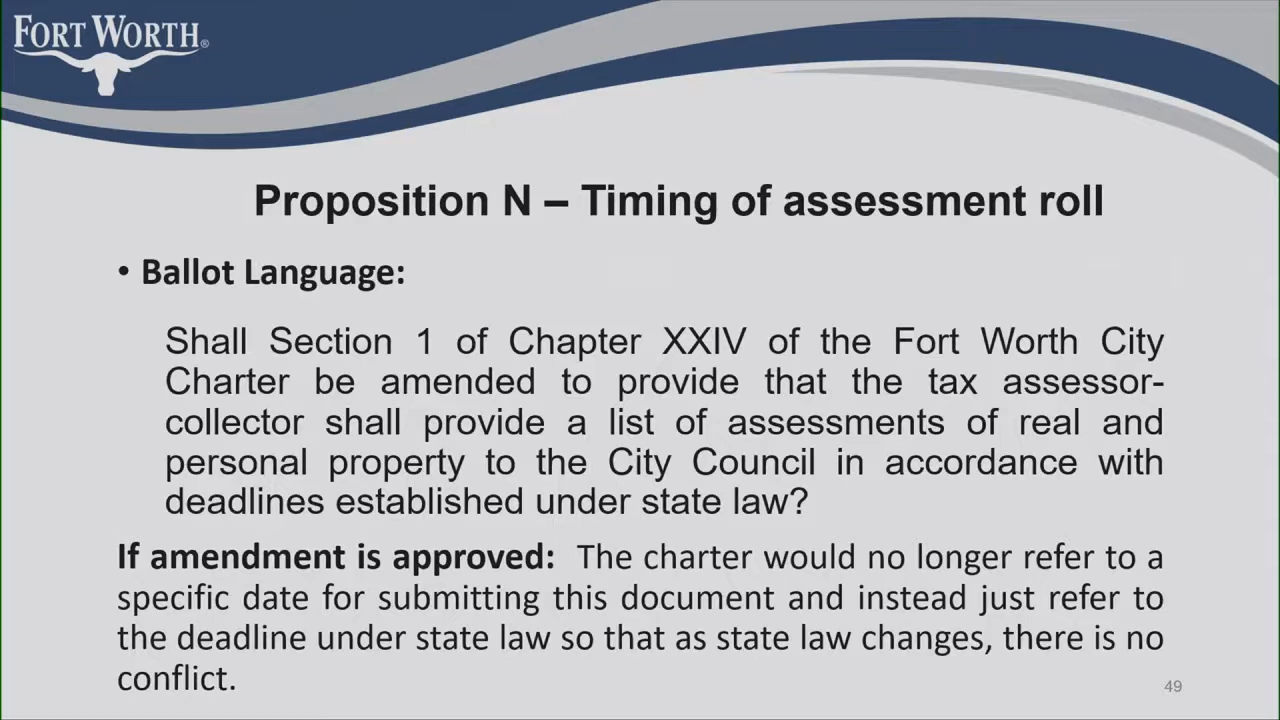 FORT WORTH®
Proposition N – Timing of assessment roll
• Ballot Language:
Shall Section 1 of Chapter XXIV of the Fort Worth City
Charter be amended to provide that the tax assessor-
collector shall provide a list of assessments of real and
personal property to the City Council in accordance with
deadlines established under state law?
If amendment is approved: The charter would no longer refer to a
specific date for submitting this document and instead just refer to
the deadline under state law so that as state law changes, there is no
conflict.
49